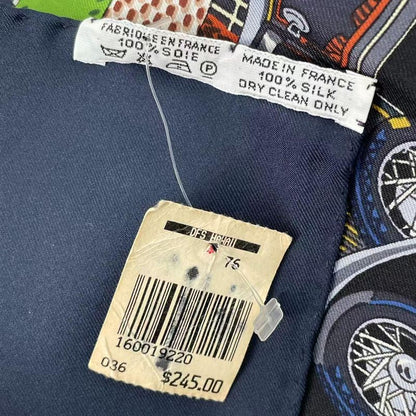 FABRIQUE EN FRANCE
100% SOIE
P
MADE IN FRANCE
100% SILK
DRY CLEAN ONLY
DFS HAWAII
76
160019220
036
$245.00